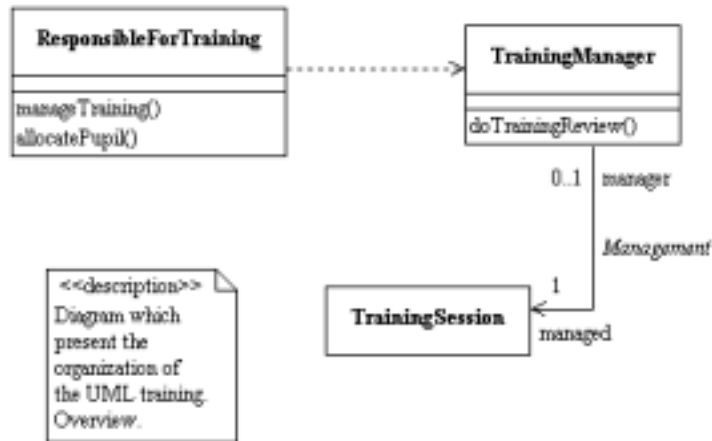 ResponsibleForTraining
manageTraining()
allocatePupil()
TrainingManager
doTrainingReview()
0..1 manager
Management
1
managed
TrainingSession
<<description>>
Diagram which
present the
organization of
the UML training.
Overview.